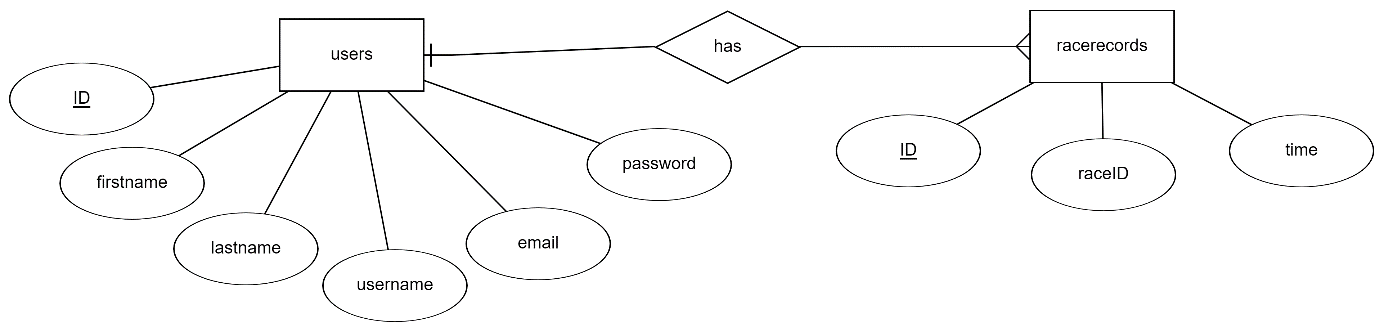 users
has
racerecords
ID
firstname
lastname
username
email
password
ID
raceID
time